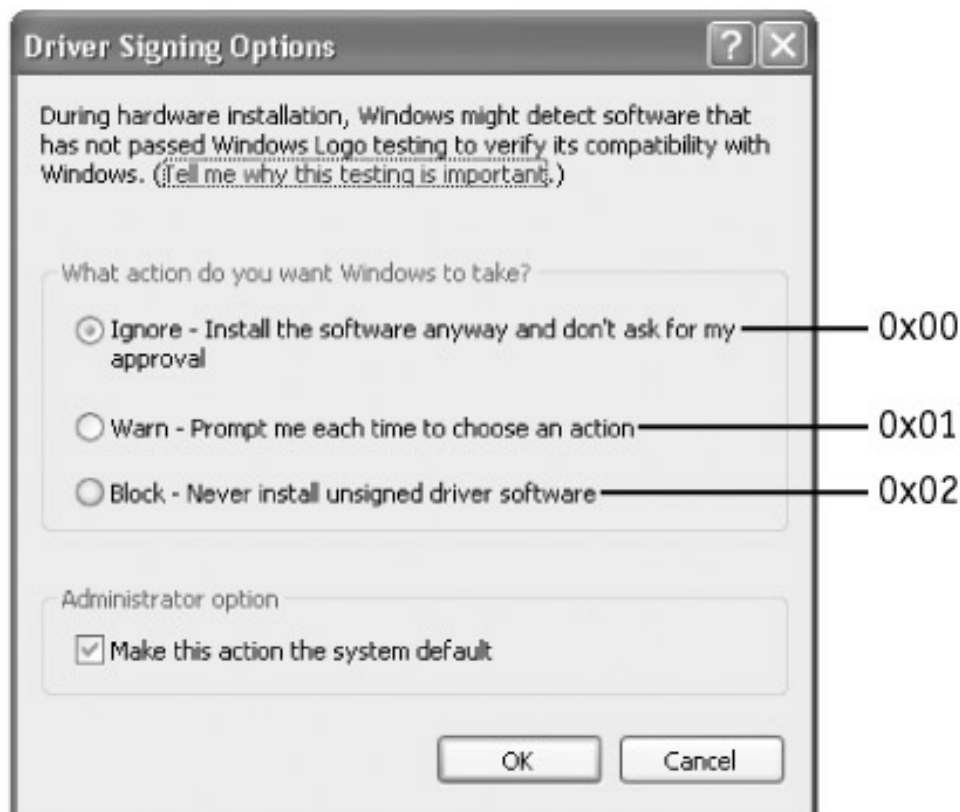 Driver Signing Options
During hardware installation, Windows might detect software that
has not passed Windows Logo testing to verify its compatibility with
Windows. (Tell me why this testing is important.)
What action do you want Windows to take?
Ignore - Install the software anyway and don't ask for my
approval
0x00
Warn - Prompt me each time to choose an action
0x01
Block - Never install unsigned driver software
0x02
Administrator option
Make this action the system default
OK
Cancel